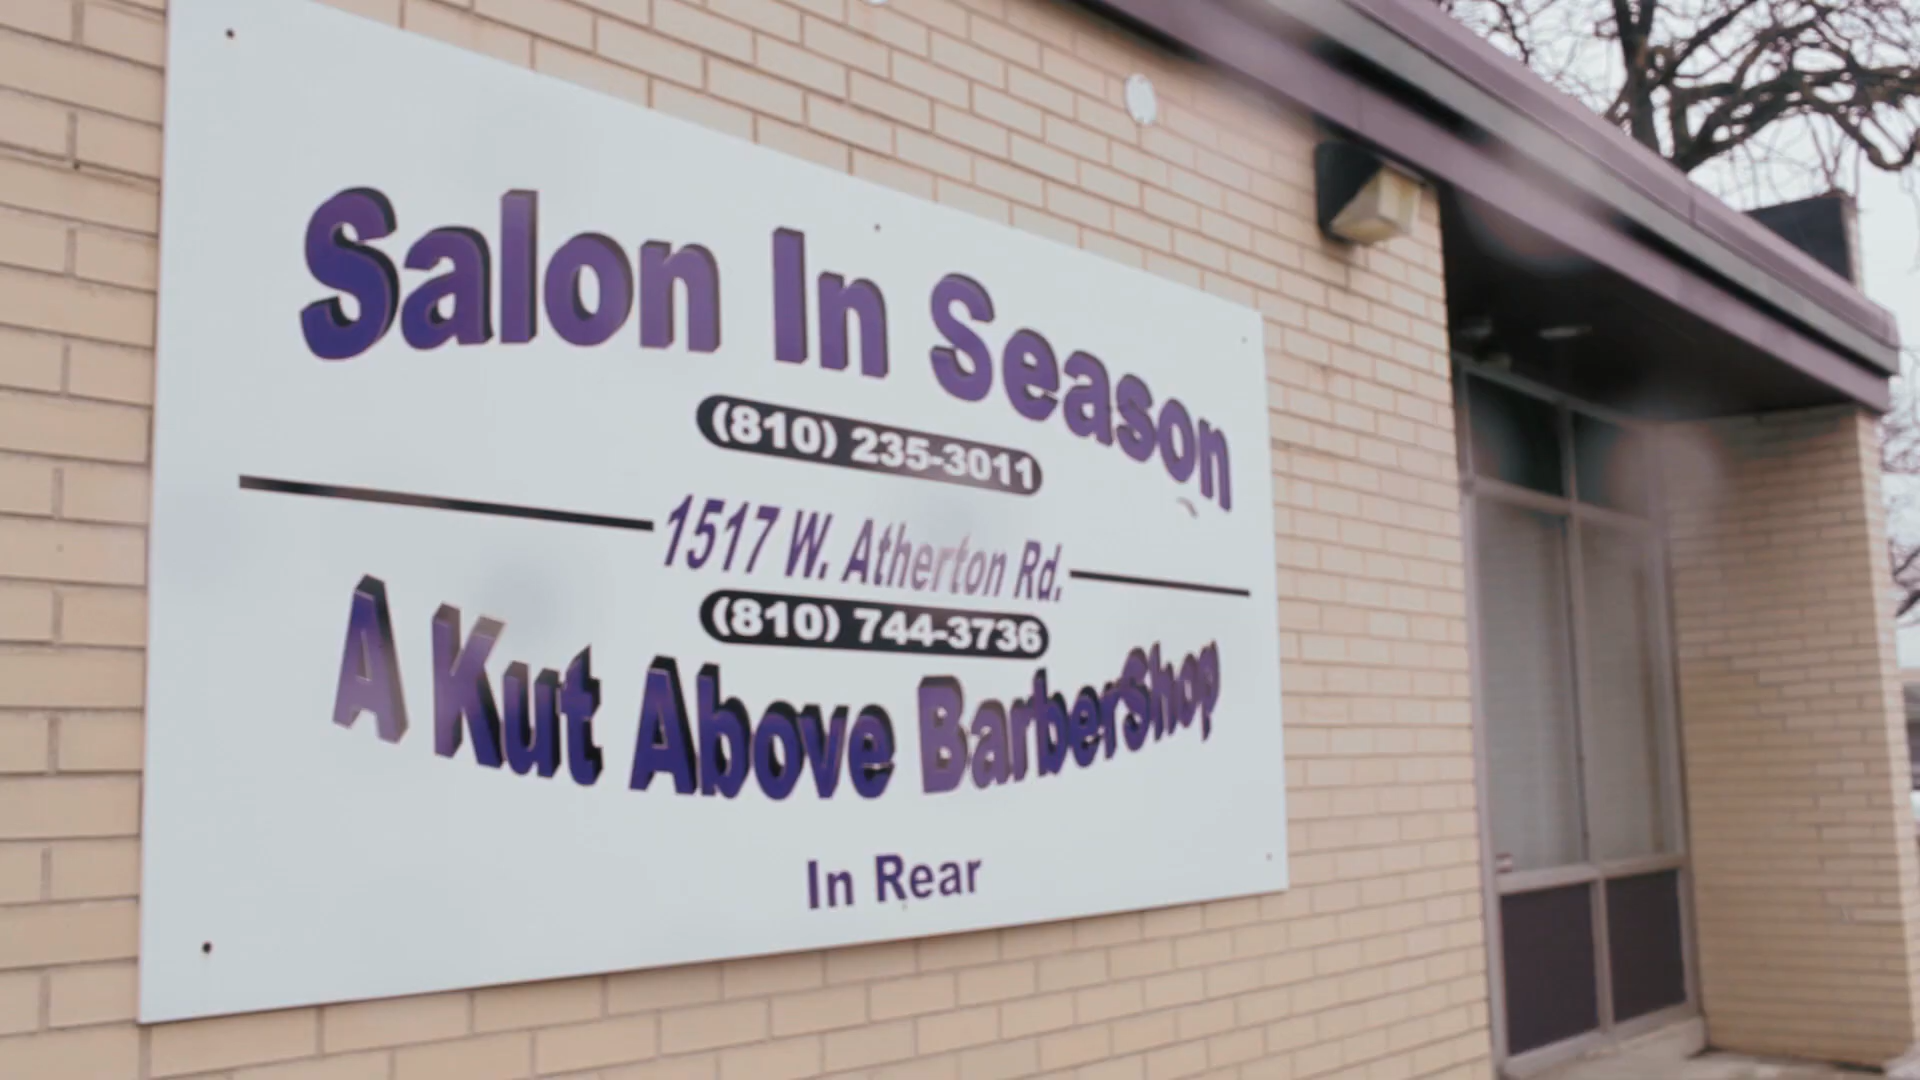 Salon In Season
(810) 235-3011
1517 W. Atherton Rd.
(810) 744-3736
A Kut Above BarberShop
In Rear